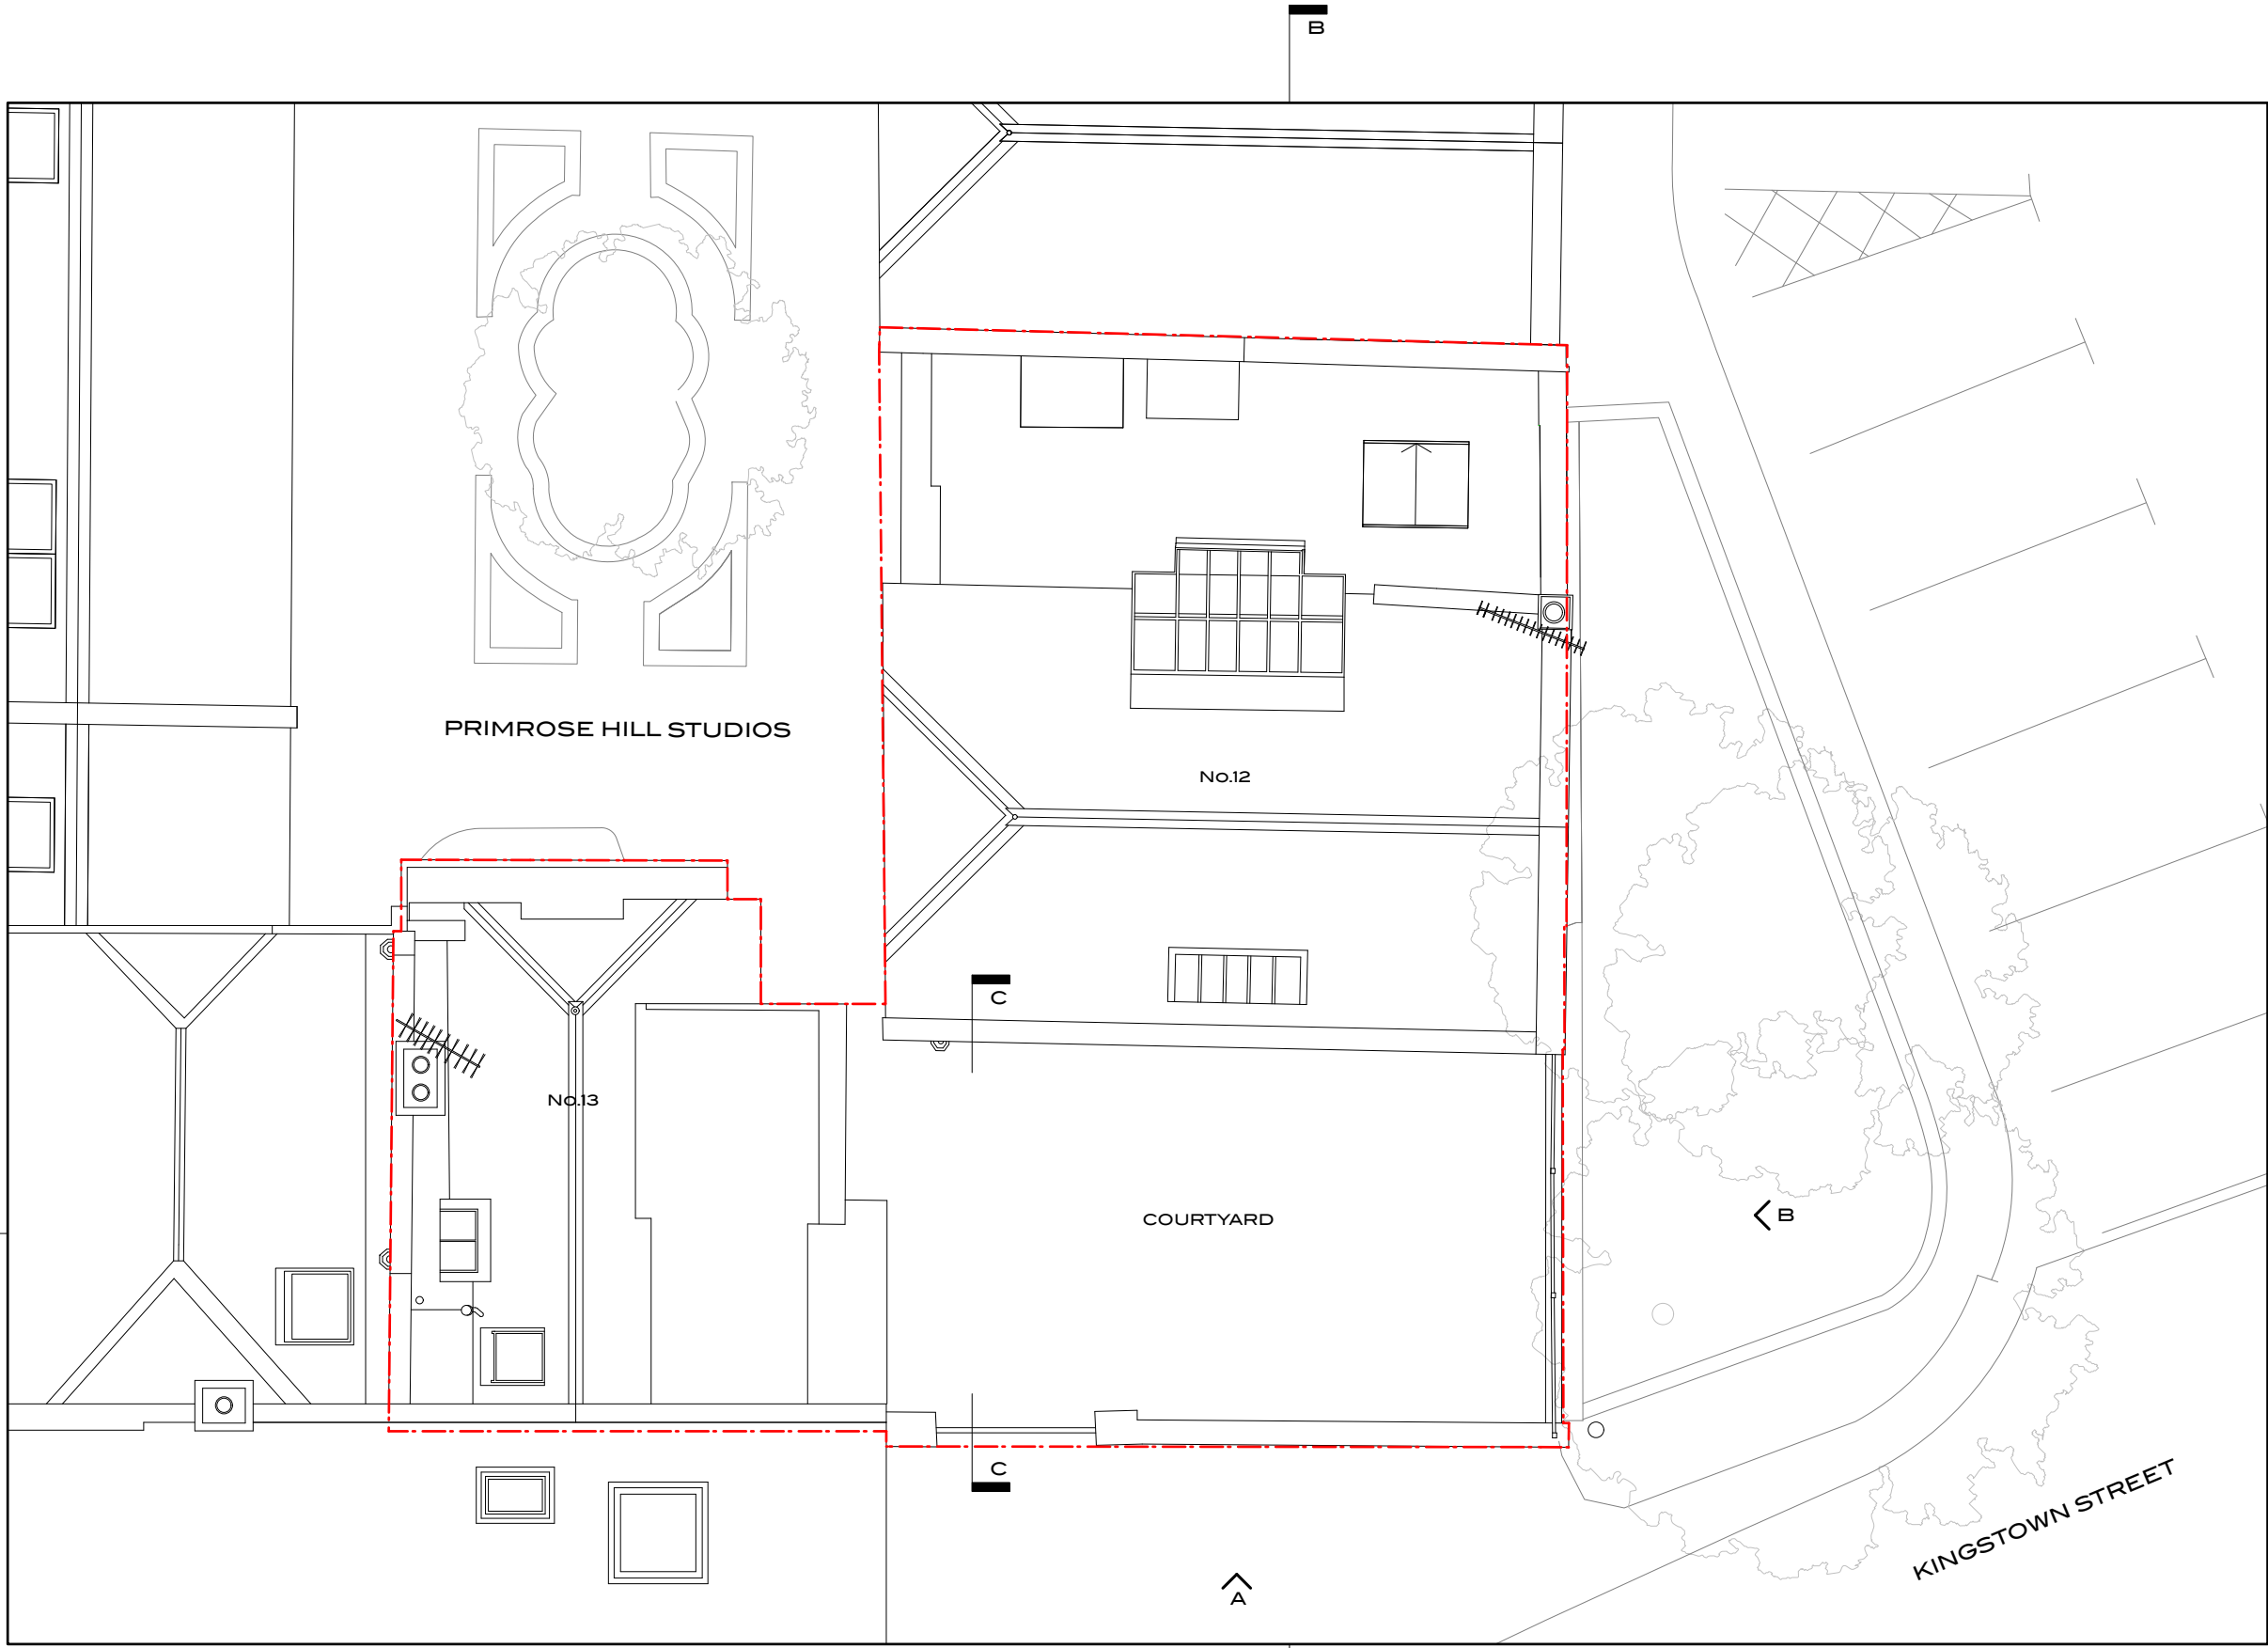 B
PRIMROSE HILL STUDIOS
No.12
C
No.13
COURTYARD
B
C
KINGSTOWN STREET
A